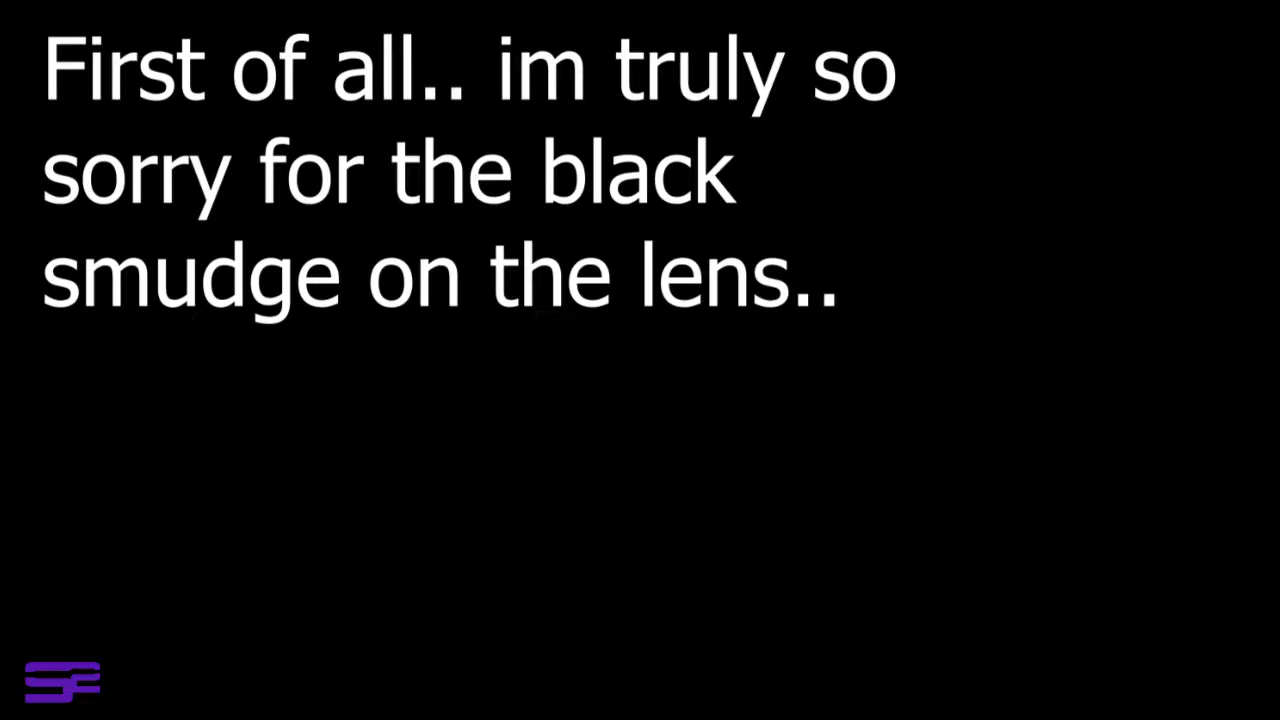 First of all.. im truly so
sorry for the black
smudge on the lens..